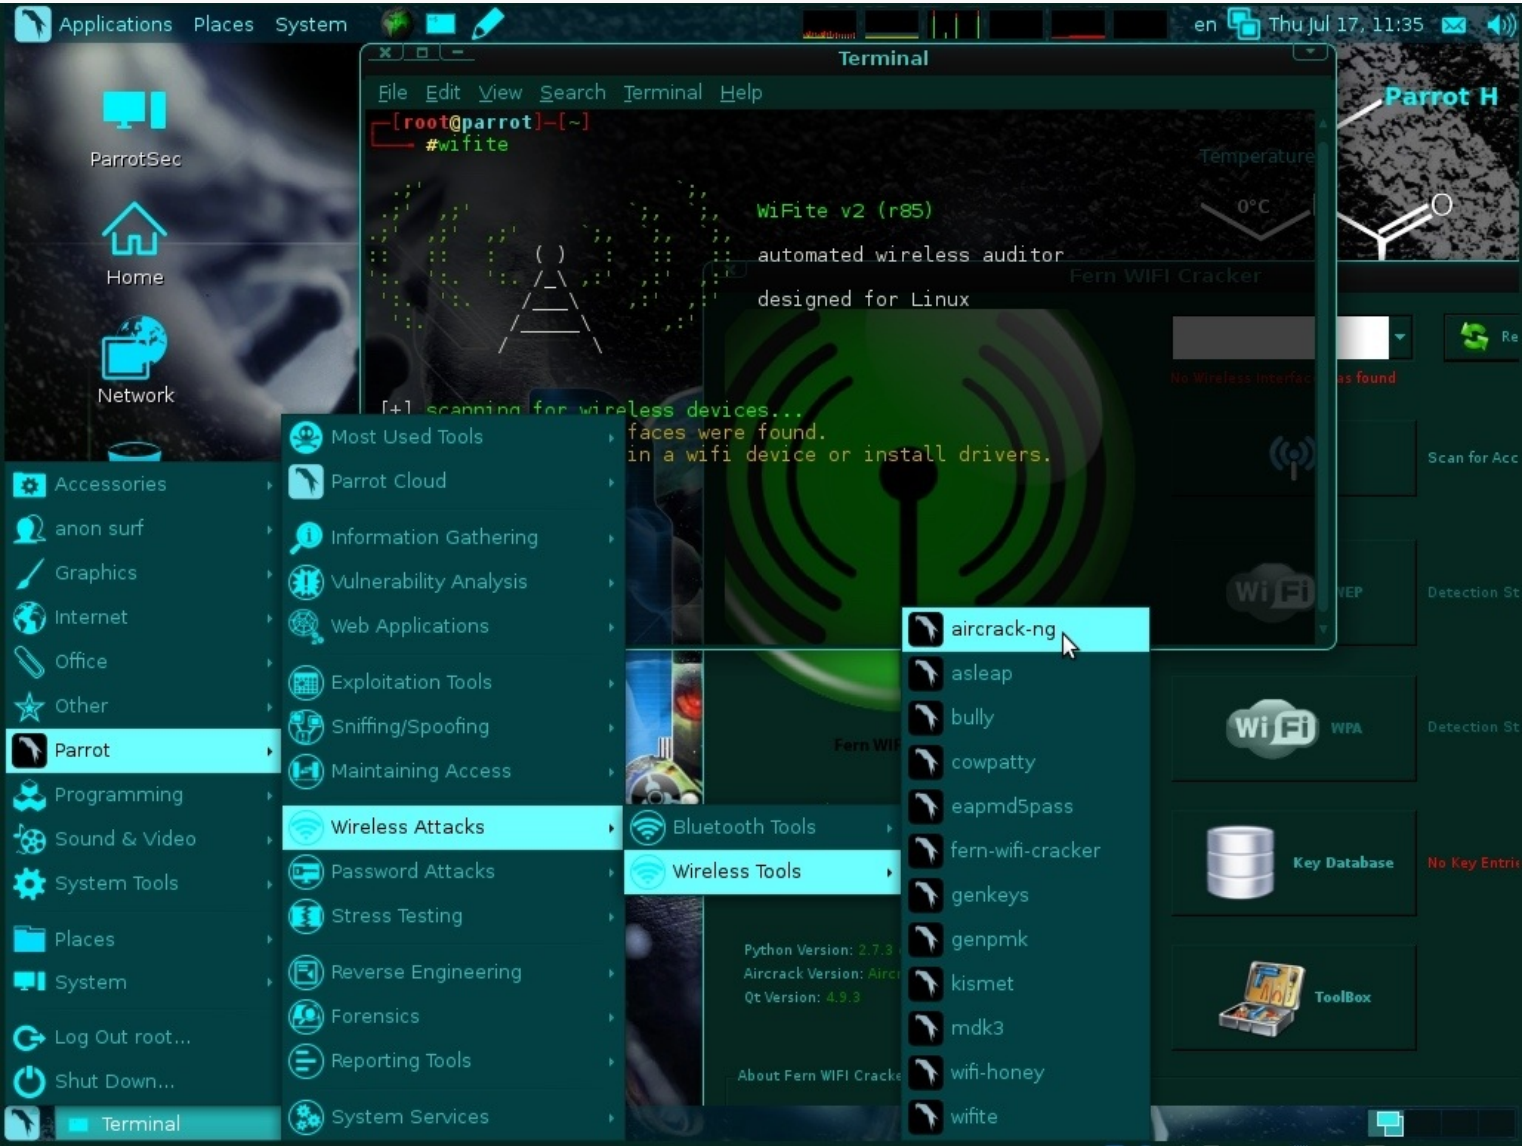 Applications Places System
en Thu Jul 17, 11:35
Terminal
File Edit View Search Terminal Help
[root@parrot]-[~]
#wifite
WiFite v2 (r85)
automated wireless auditor
designed for Linux
[+] scanning for wireless devices...
faces were found.
in a wifi device or install drivers.
Parrot H
Temperature
0°C
O
ParrotSec
Home
Network
Fern WIFI Cracker
Re
No Wireless Interfac as found
Scan for Acc
WiFi WEP
Detection St
WiFi WPA
Detection St
Key Database
No Key Entrie
ToolBox
Fern WIF
Python Version: 2.7.3
Aircrack Version: Aircr
Qt Version: 4.9.3
About Fern WIFI Cracke
Accessories
anon surf
Graphics
Internet
Office
Other
Parrot
Programming
Sound & Video
System Tools
Places
System
Log Out root...
Shut Down...
Most Used Tools
Parrot Cloud
Information Gathering
Vulnerability Analysis
Web Applications
Exploitation Tools
Sniffing/Spoofing
Maintaining Access
Wireless Attacks
Password Attacks
Stress Testing
Reverse Engineering
Forensics
Reporting Tools
System Services
Bluetooth Tools
Wireless Tools
aircrack-ng
asleap
bully
cowpatty
eapmd5pass
fern-wifi-cracker
genkeys
genpmk
kismet
mdk3
wifi-honey
wifite
Terminal